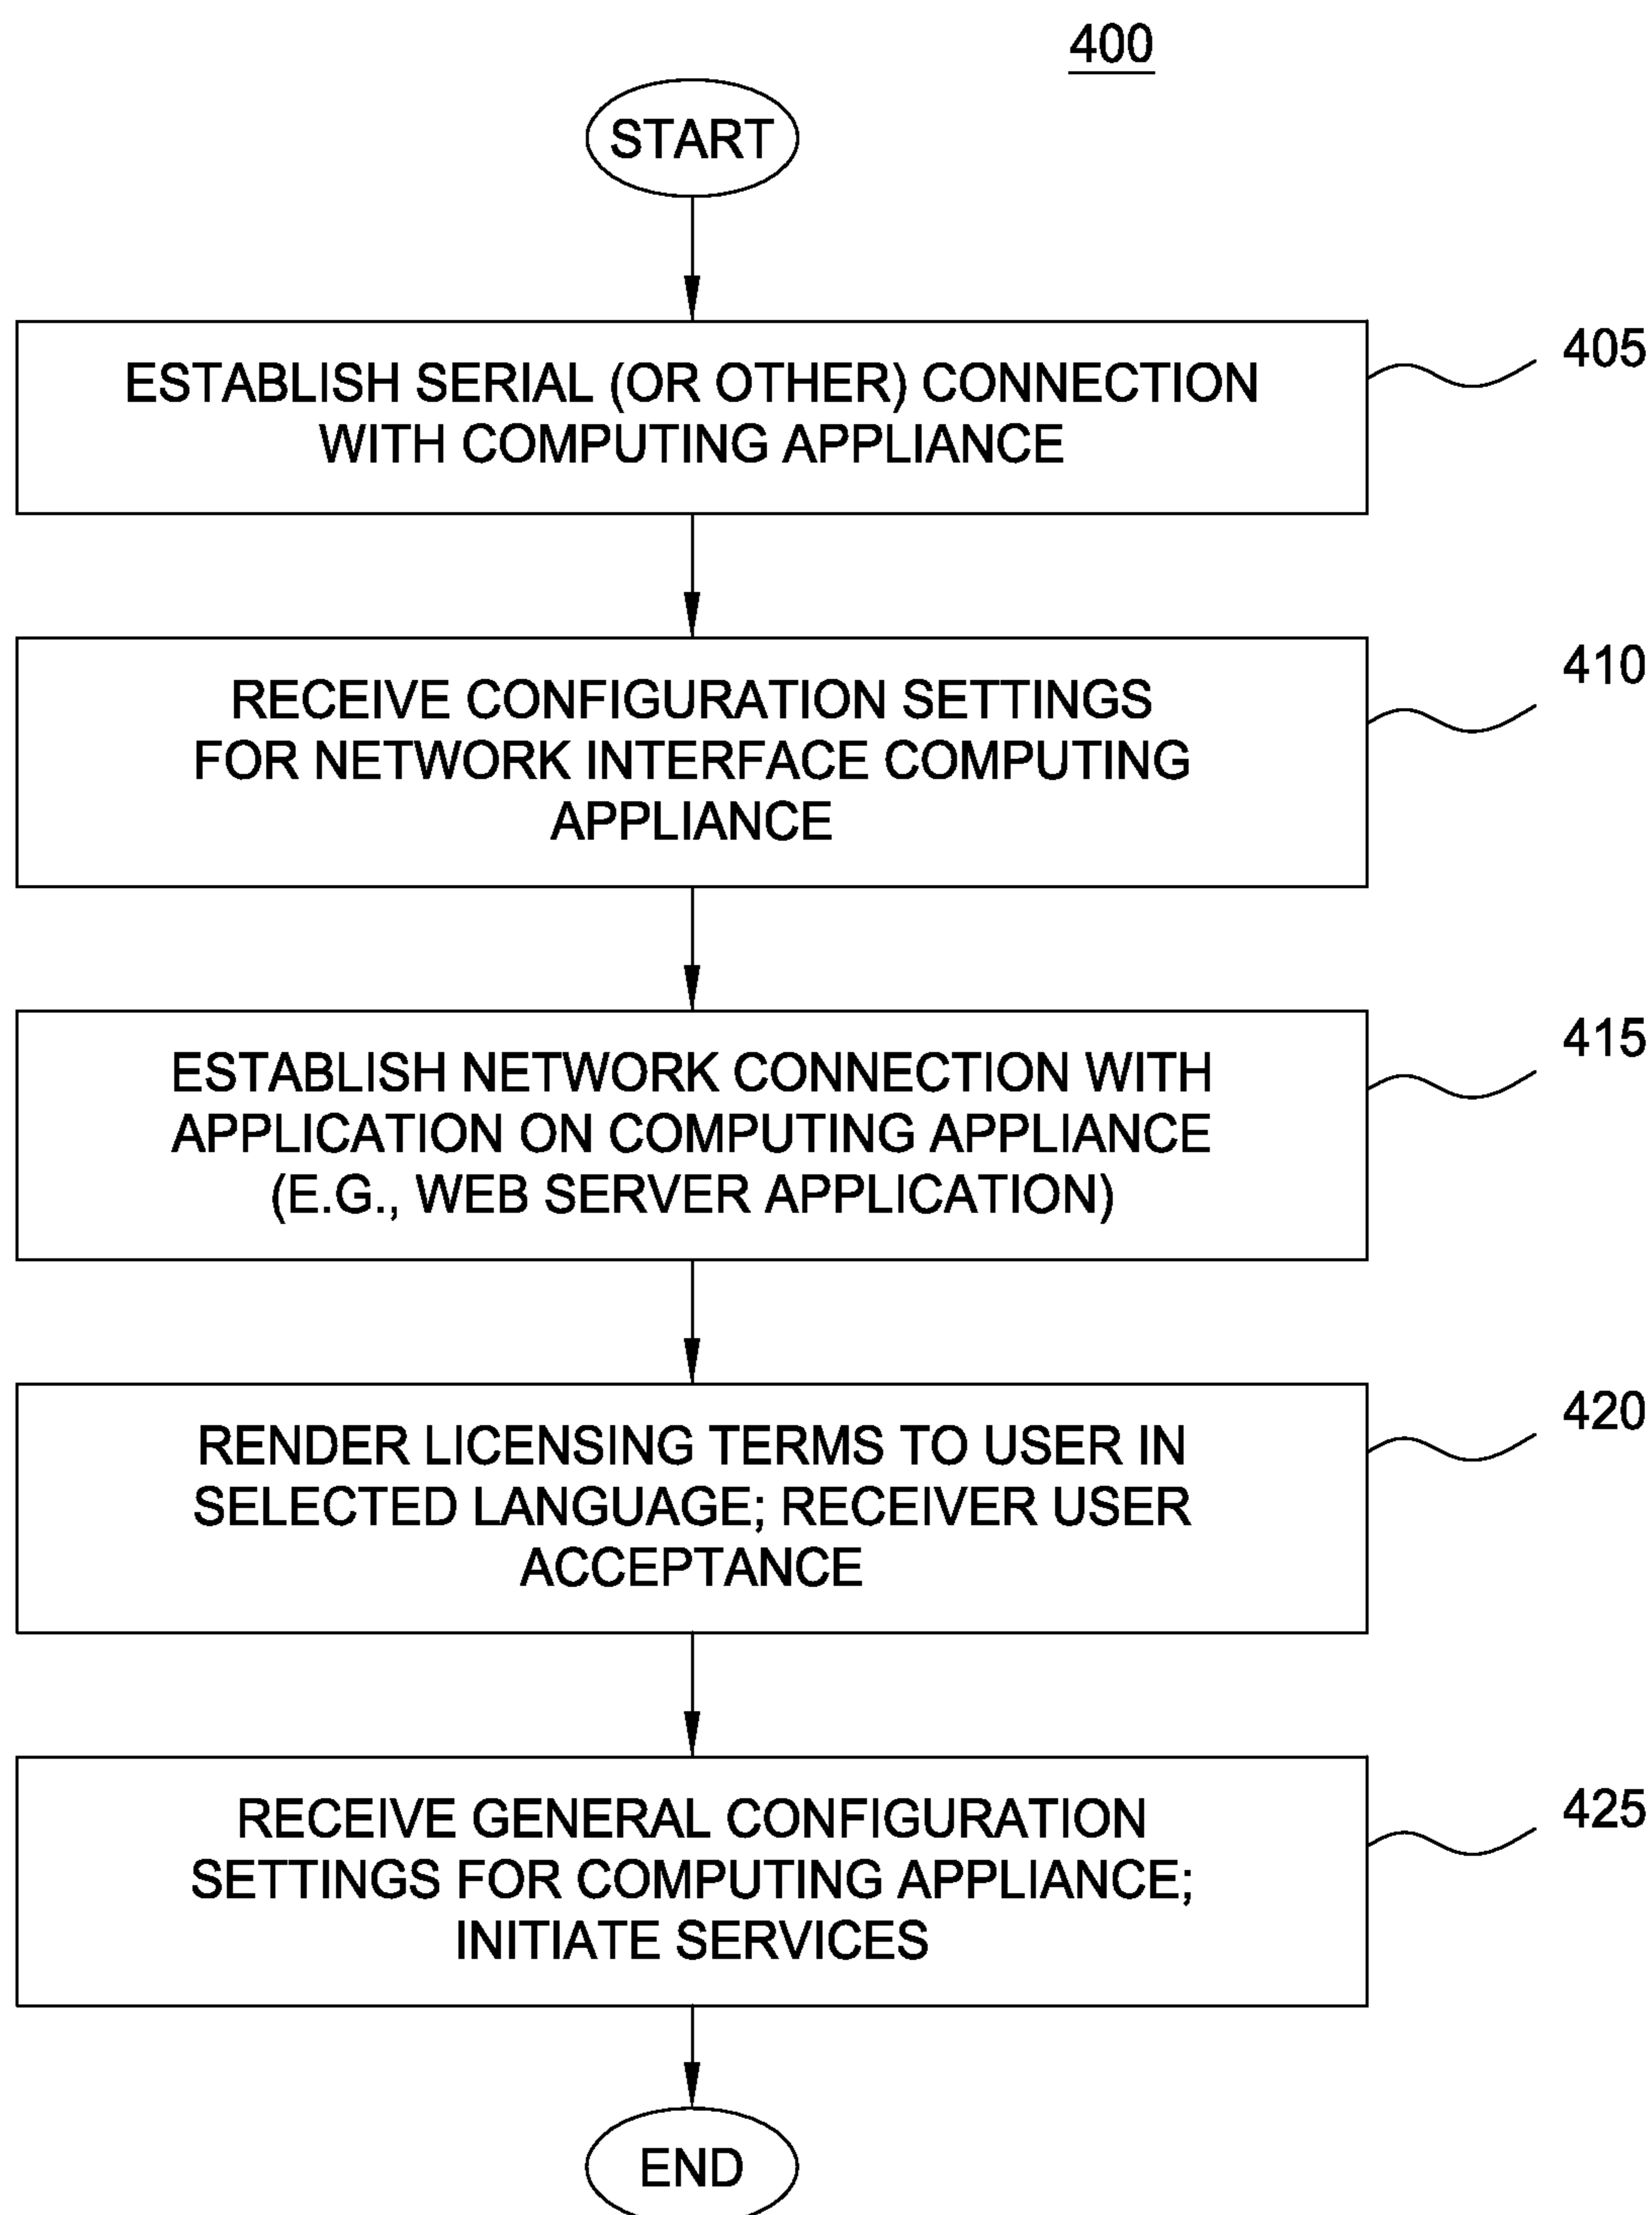 400
START
ESTABLISH SERIAL (OR OTHER) CONNECTION
WITH COMPUTING APPLIANCE
405
RECEIVE CONFIGURATION SETTINGS
FOR NETWORK INTERFACE COMPUTING
APPLIANCE
410
ESTABLISH NETWORK CONNECTION WITH
APPLICATION ON COMPUTING APPLIANCE
(E.G., WEB SERVER APPLICATION)
415
RENDER LICENSING TERMS TO USER IN
SELECTED LANGUAGE; RECEIVER USER
ACCEPTANCE
420
RECEIVE GENERAL CONFIGURATION
SETTINGS FOR COMPUTING APPLIANCE;
INITIATE SERVICES
425
END